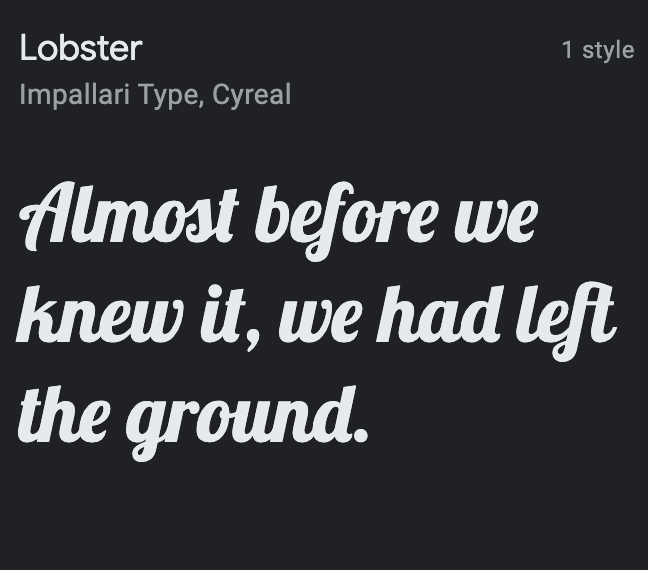 Lobster
1 style
Impallari Type, Cyreal
Almost before we
knew it, we had left
the ground.